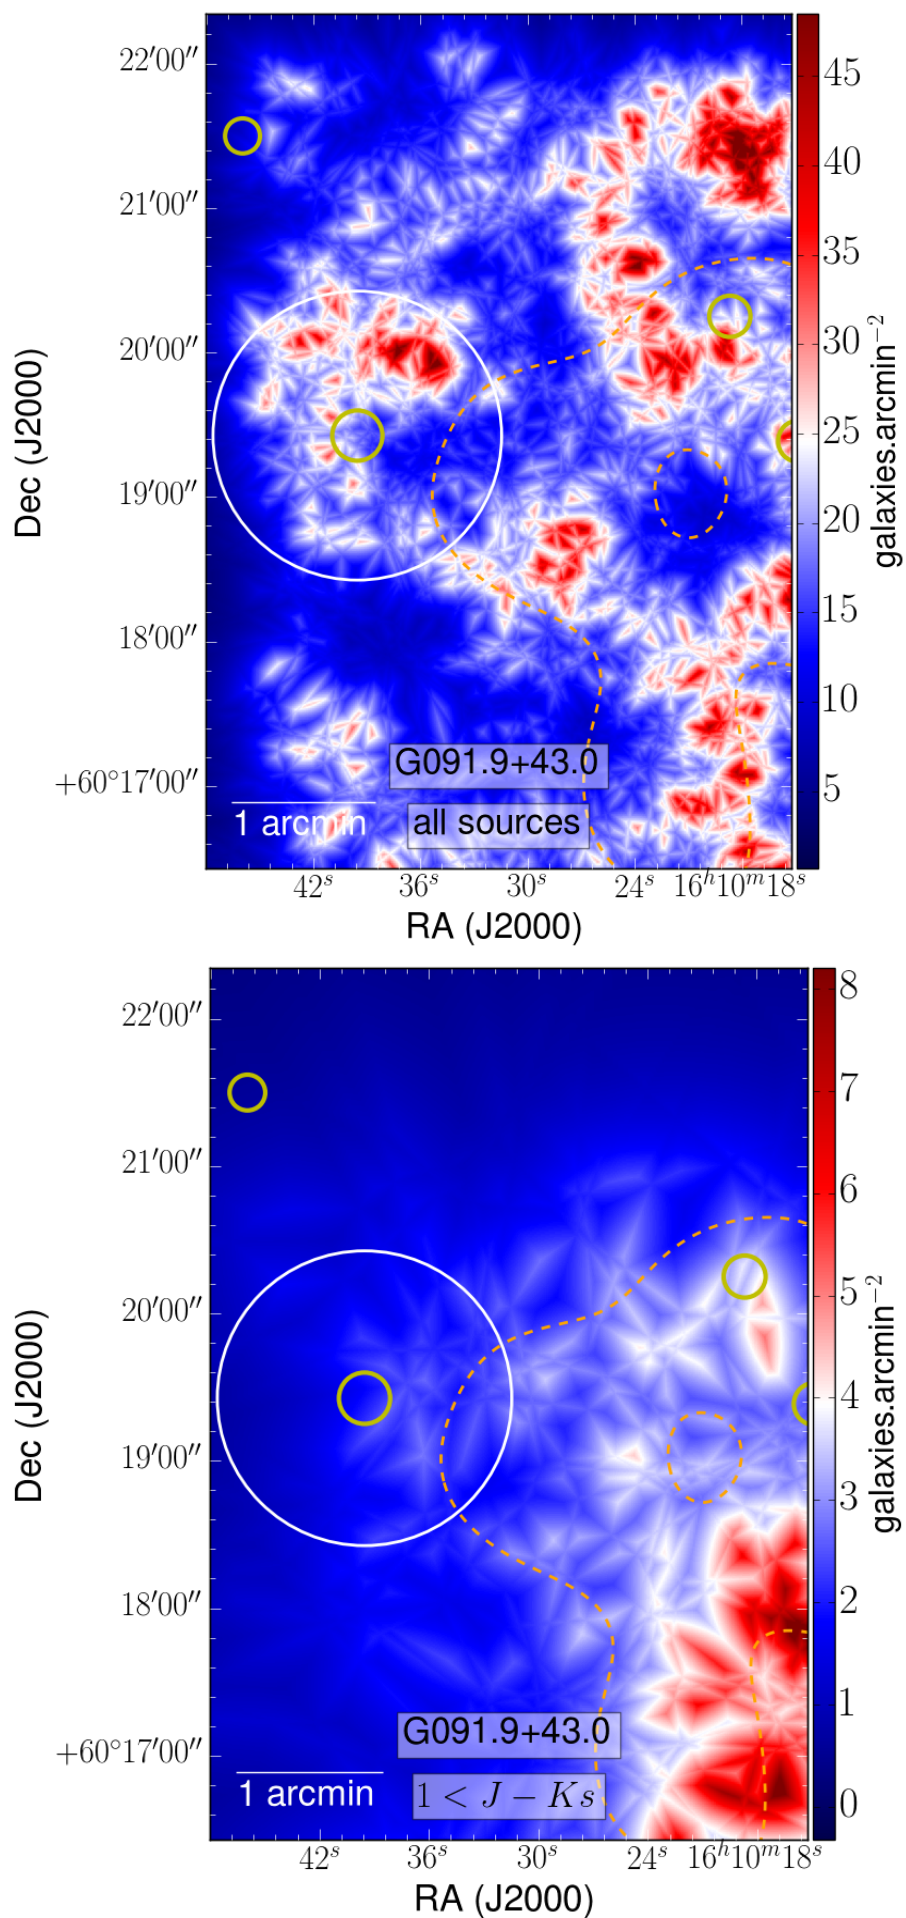 22′00″
21′00″
20′00″
19′00″
18′00″
+60°17′00″
Dec (J2000)
G091.9+43.0
1 arcmin
all sources
42ˢ 36ˢ 30ˢ 24ˢ 16ʰ10ᵐ18ˢ
RA (J2000)
45
40
35
30
25
20
15
10
5
galaxies.arcmin⁻²
22′00″
21′00″
20′00″
19′00″
18′00″
+60°17′00″
Dec (J2000)
G091.9+43.0
1 arcmin
1 < J − Ks
42ˢ 36ˢ 30ˢ 24ˢ 16ʰ10ᵐ18ˢ
RA (J2000)
8
7
6
5
4
3
2
1
0
galaxies.arcmin⁻²